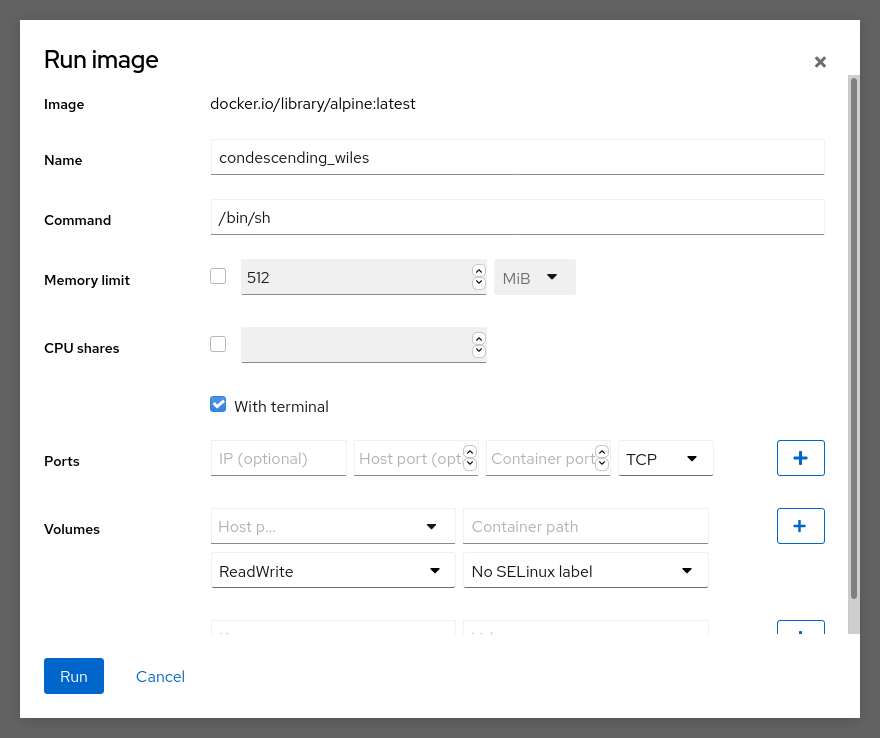 Run image
Image docker.io/library/alpine:latest
Name condescending_wiles
Command /bin/sh
Memory limit 512 MiB
CPU shares
With terminal
Ports IP (optional) Host port (opt Container port TCP
Volumes Host p... Container path
ReadWrite No SELinux label
Run Cancel